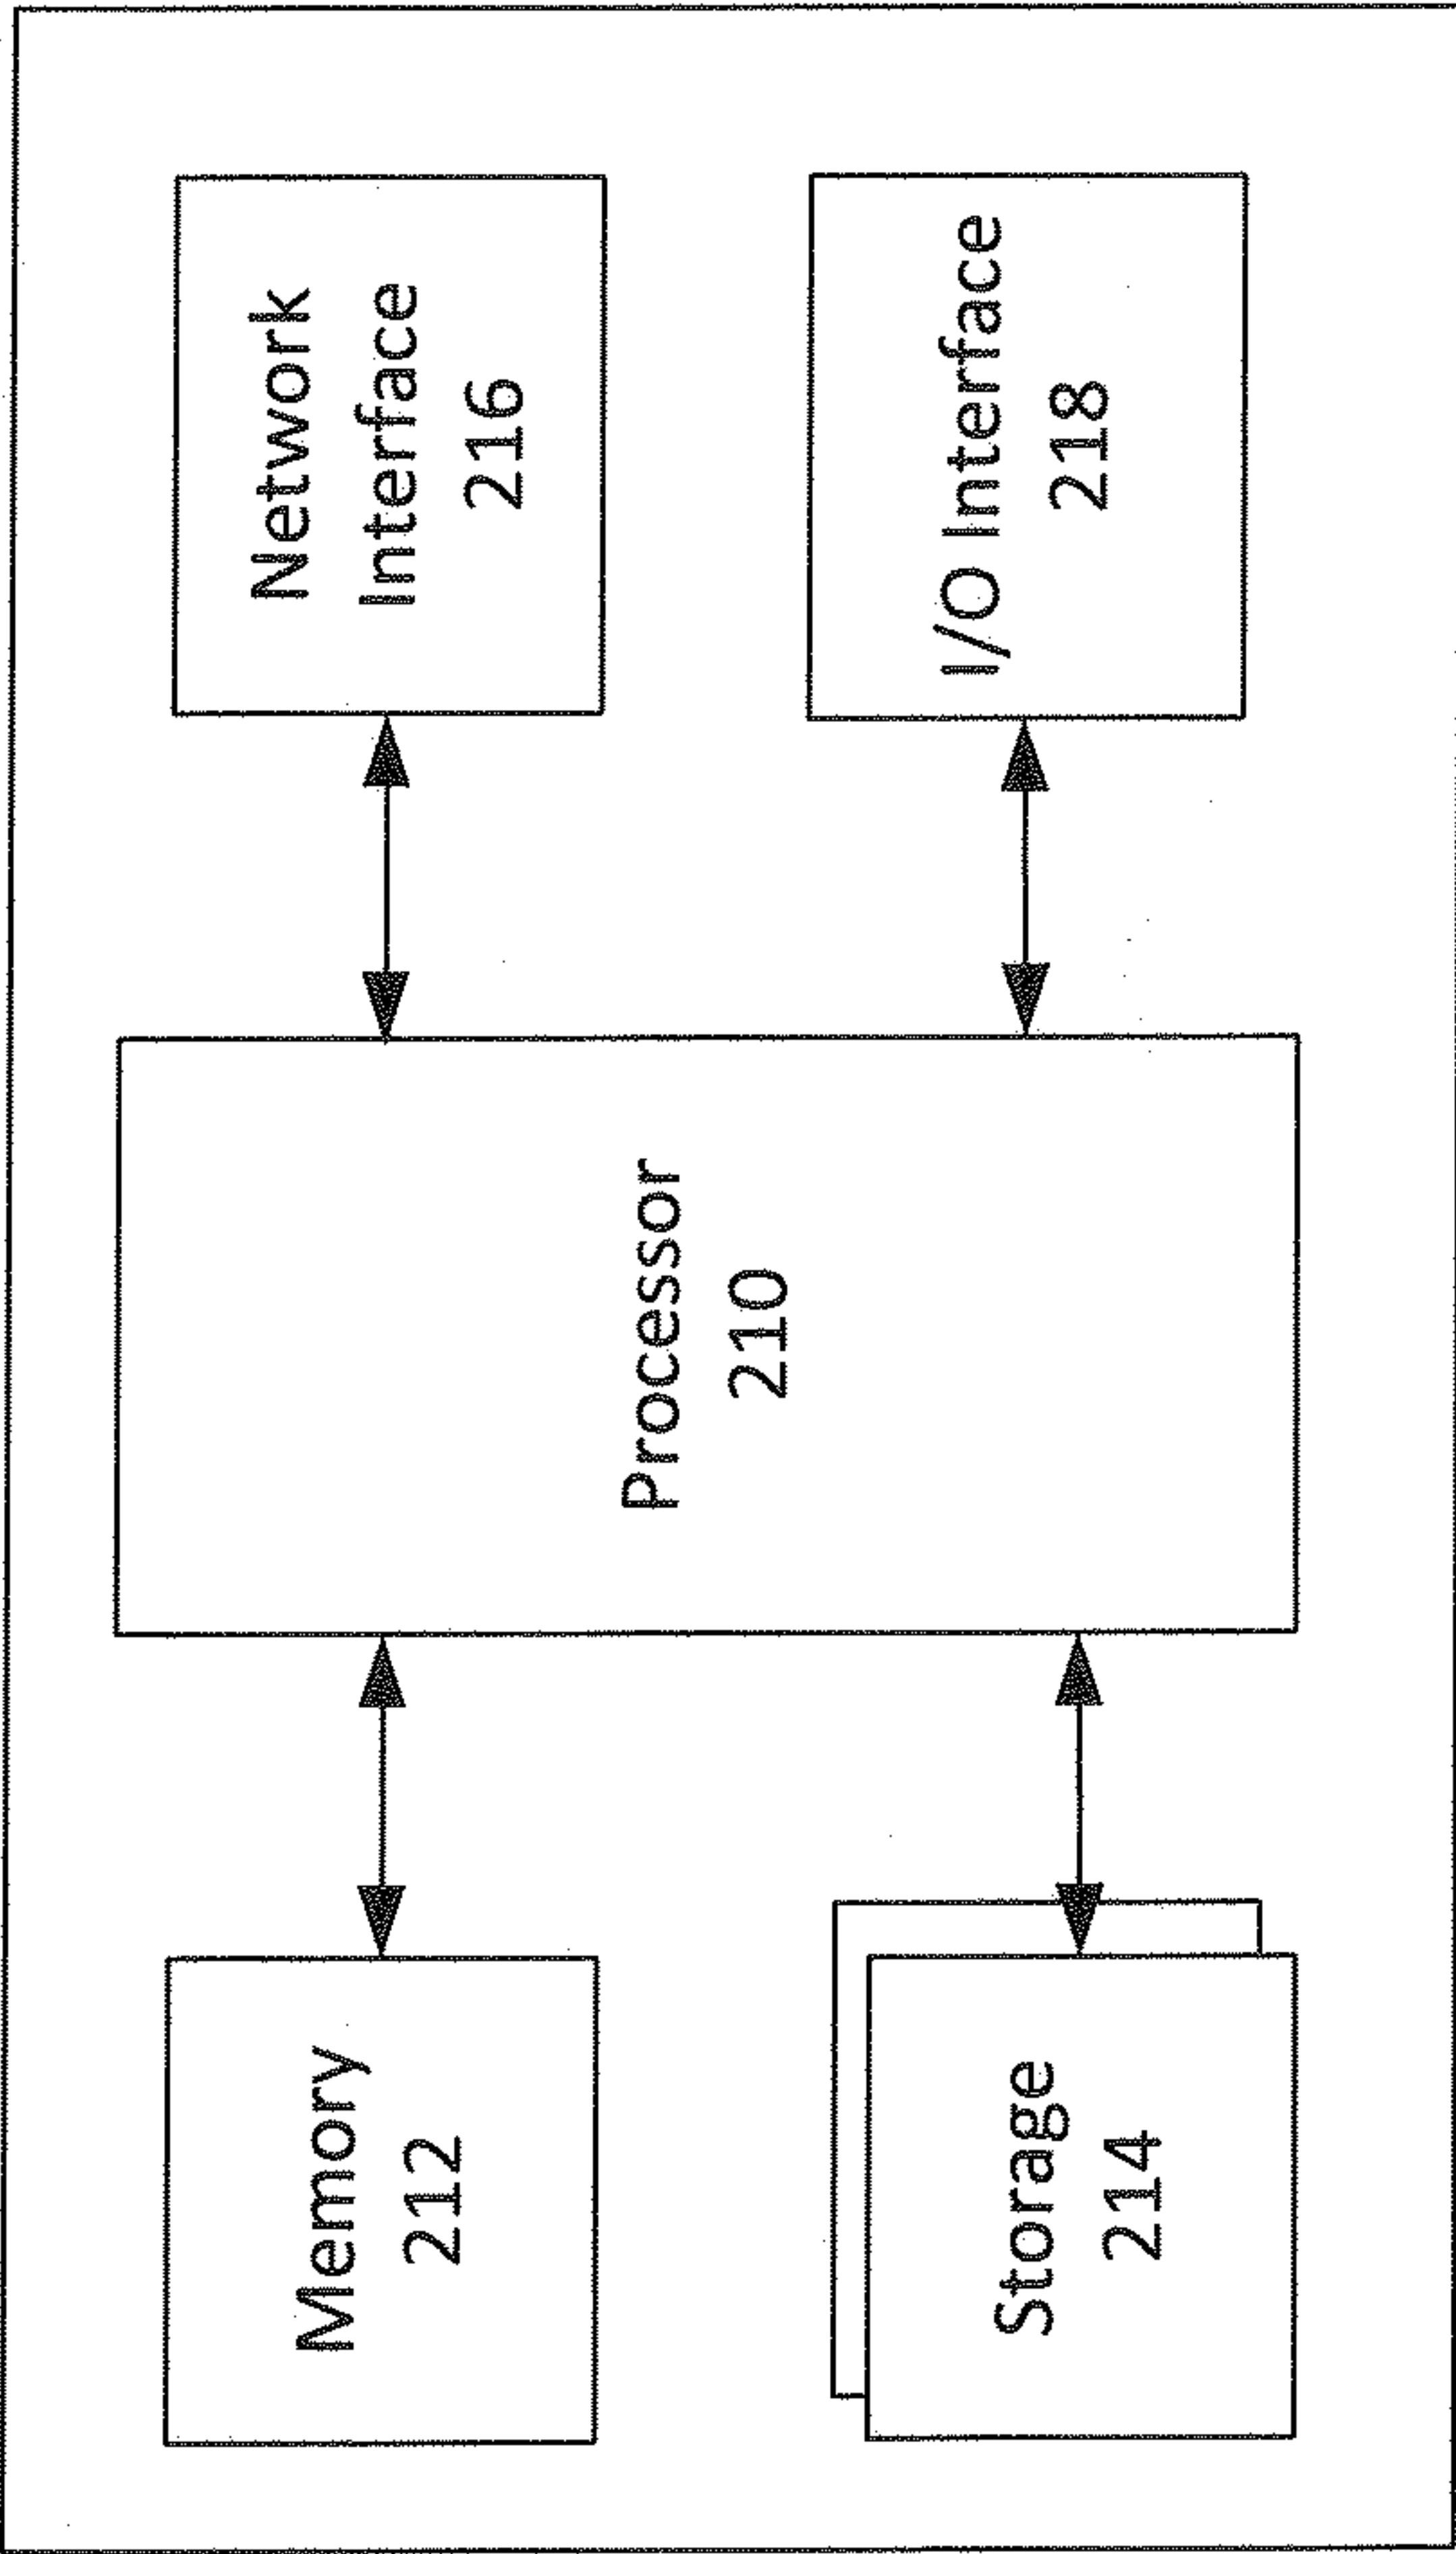 Memory
212
Storage
214
Processor
210
Network
Interface
216
I/O Interface
218